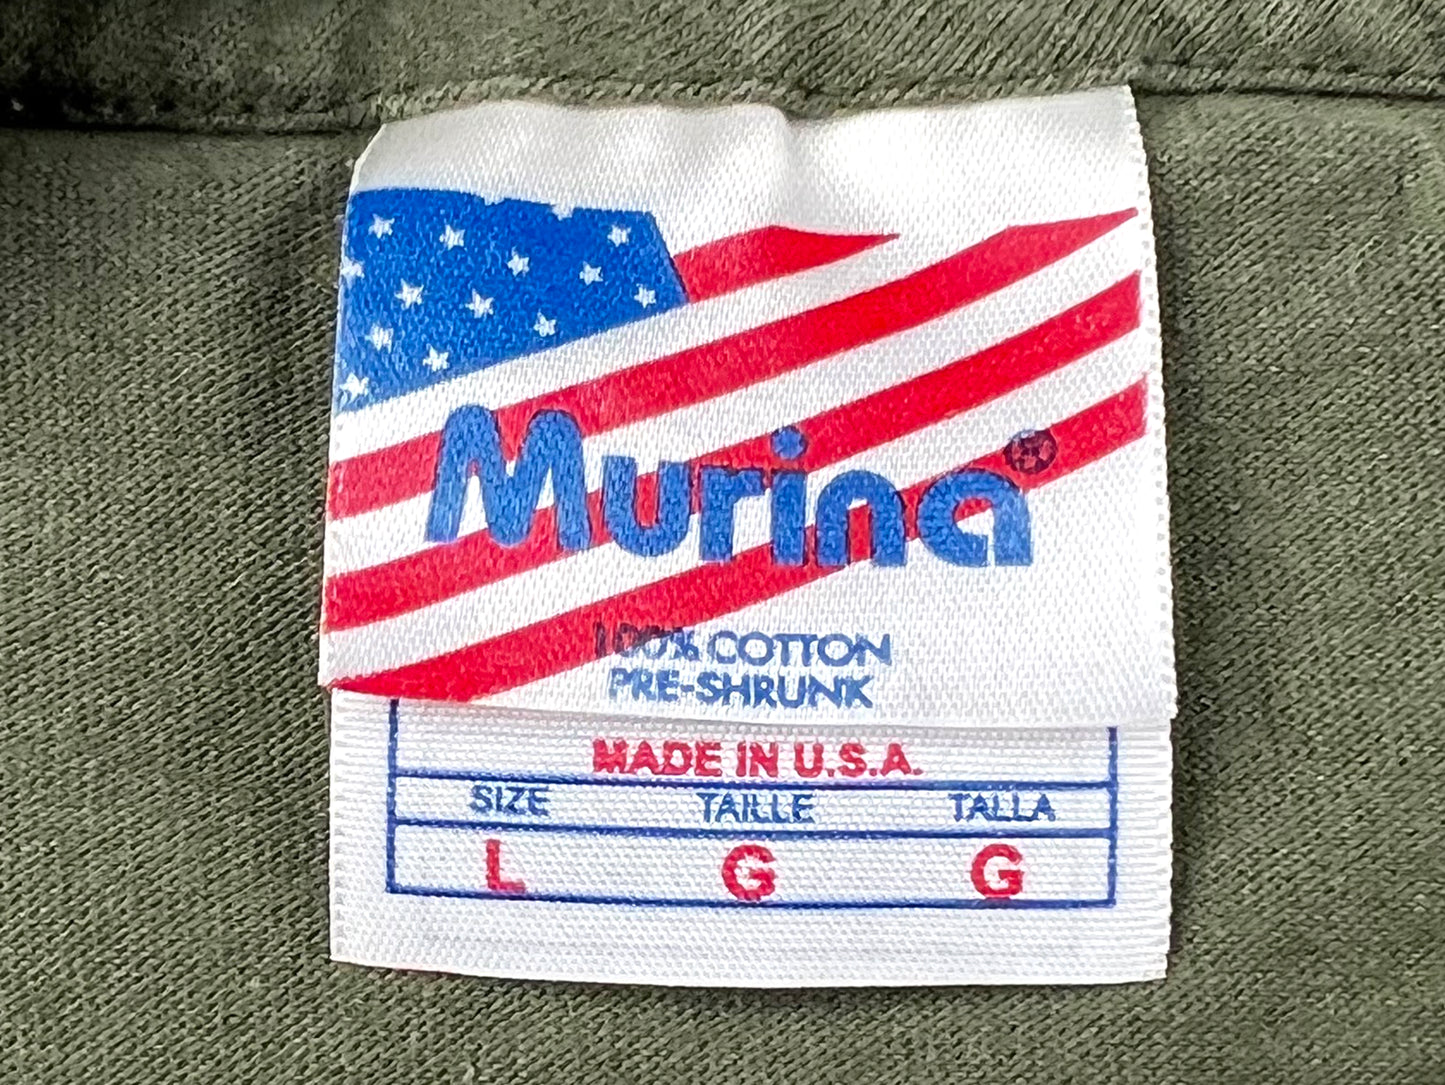 Murina®
100% COTTON
PRE-SHRUNK
MADE IN U.S.A.
SIZE TAILLE TALLA
L G G